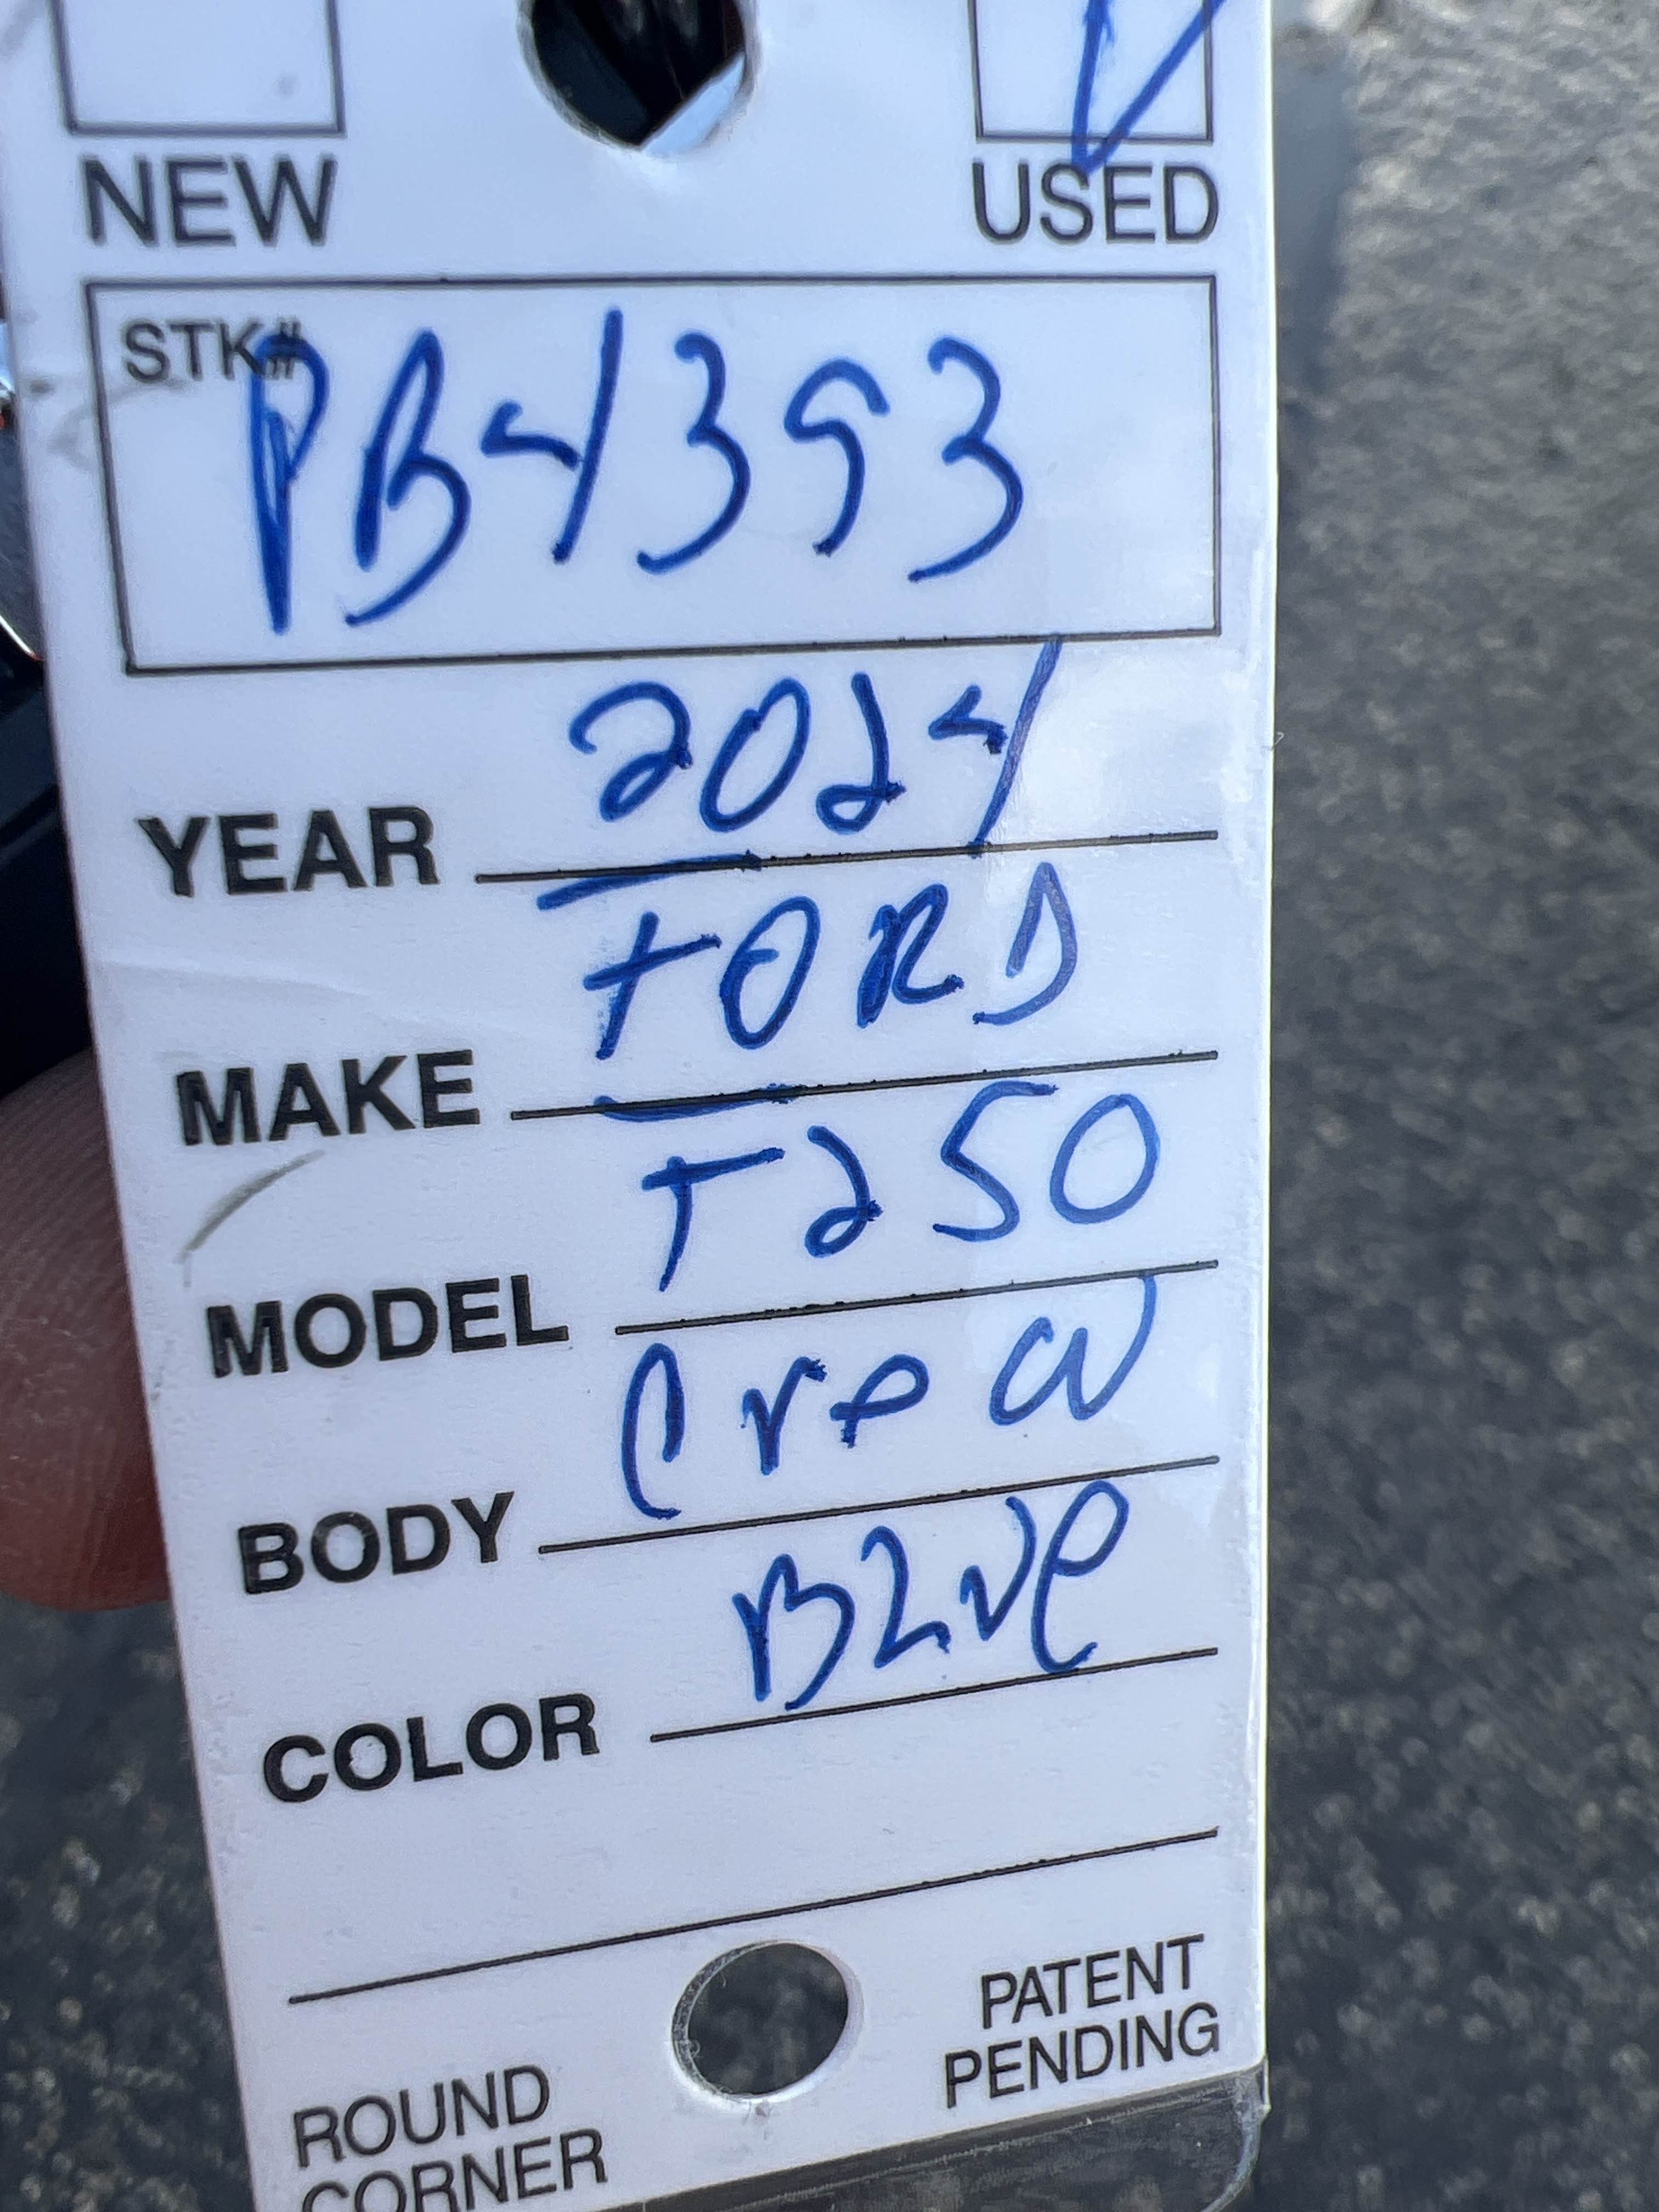 NEW USED
STK# PB4393
YEAR 2024
MAKE FORD
MODEL F250
BODY Crew
COLOR BLUe
ROUND CORNER
PATENT PENDING